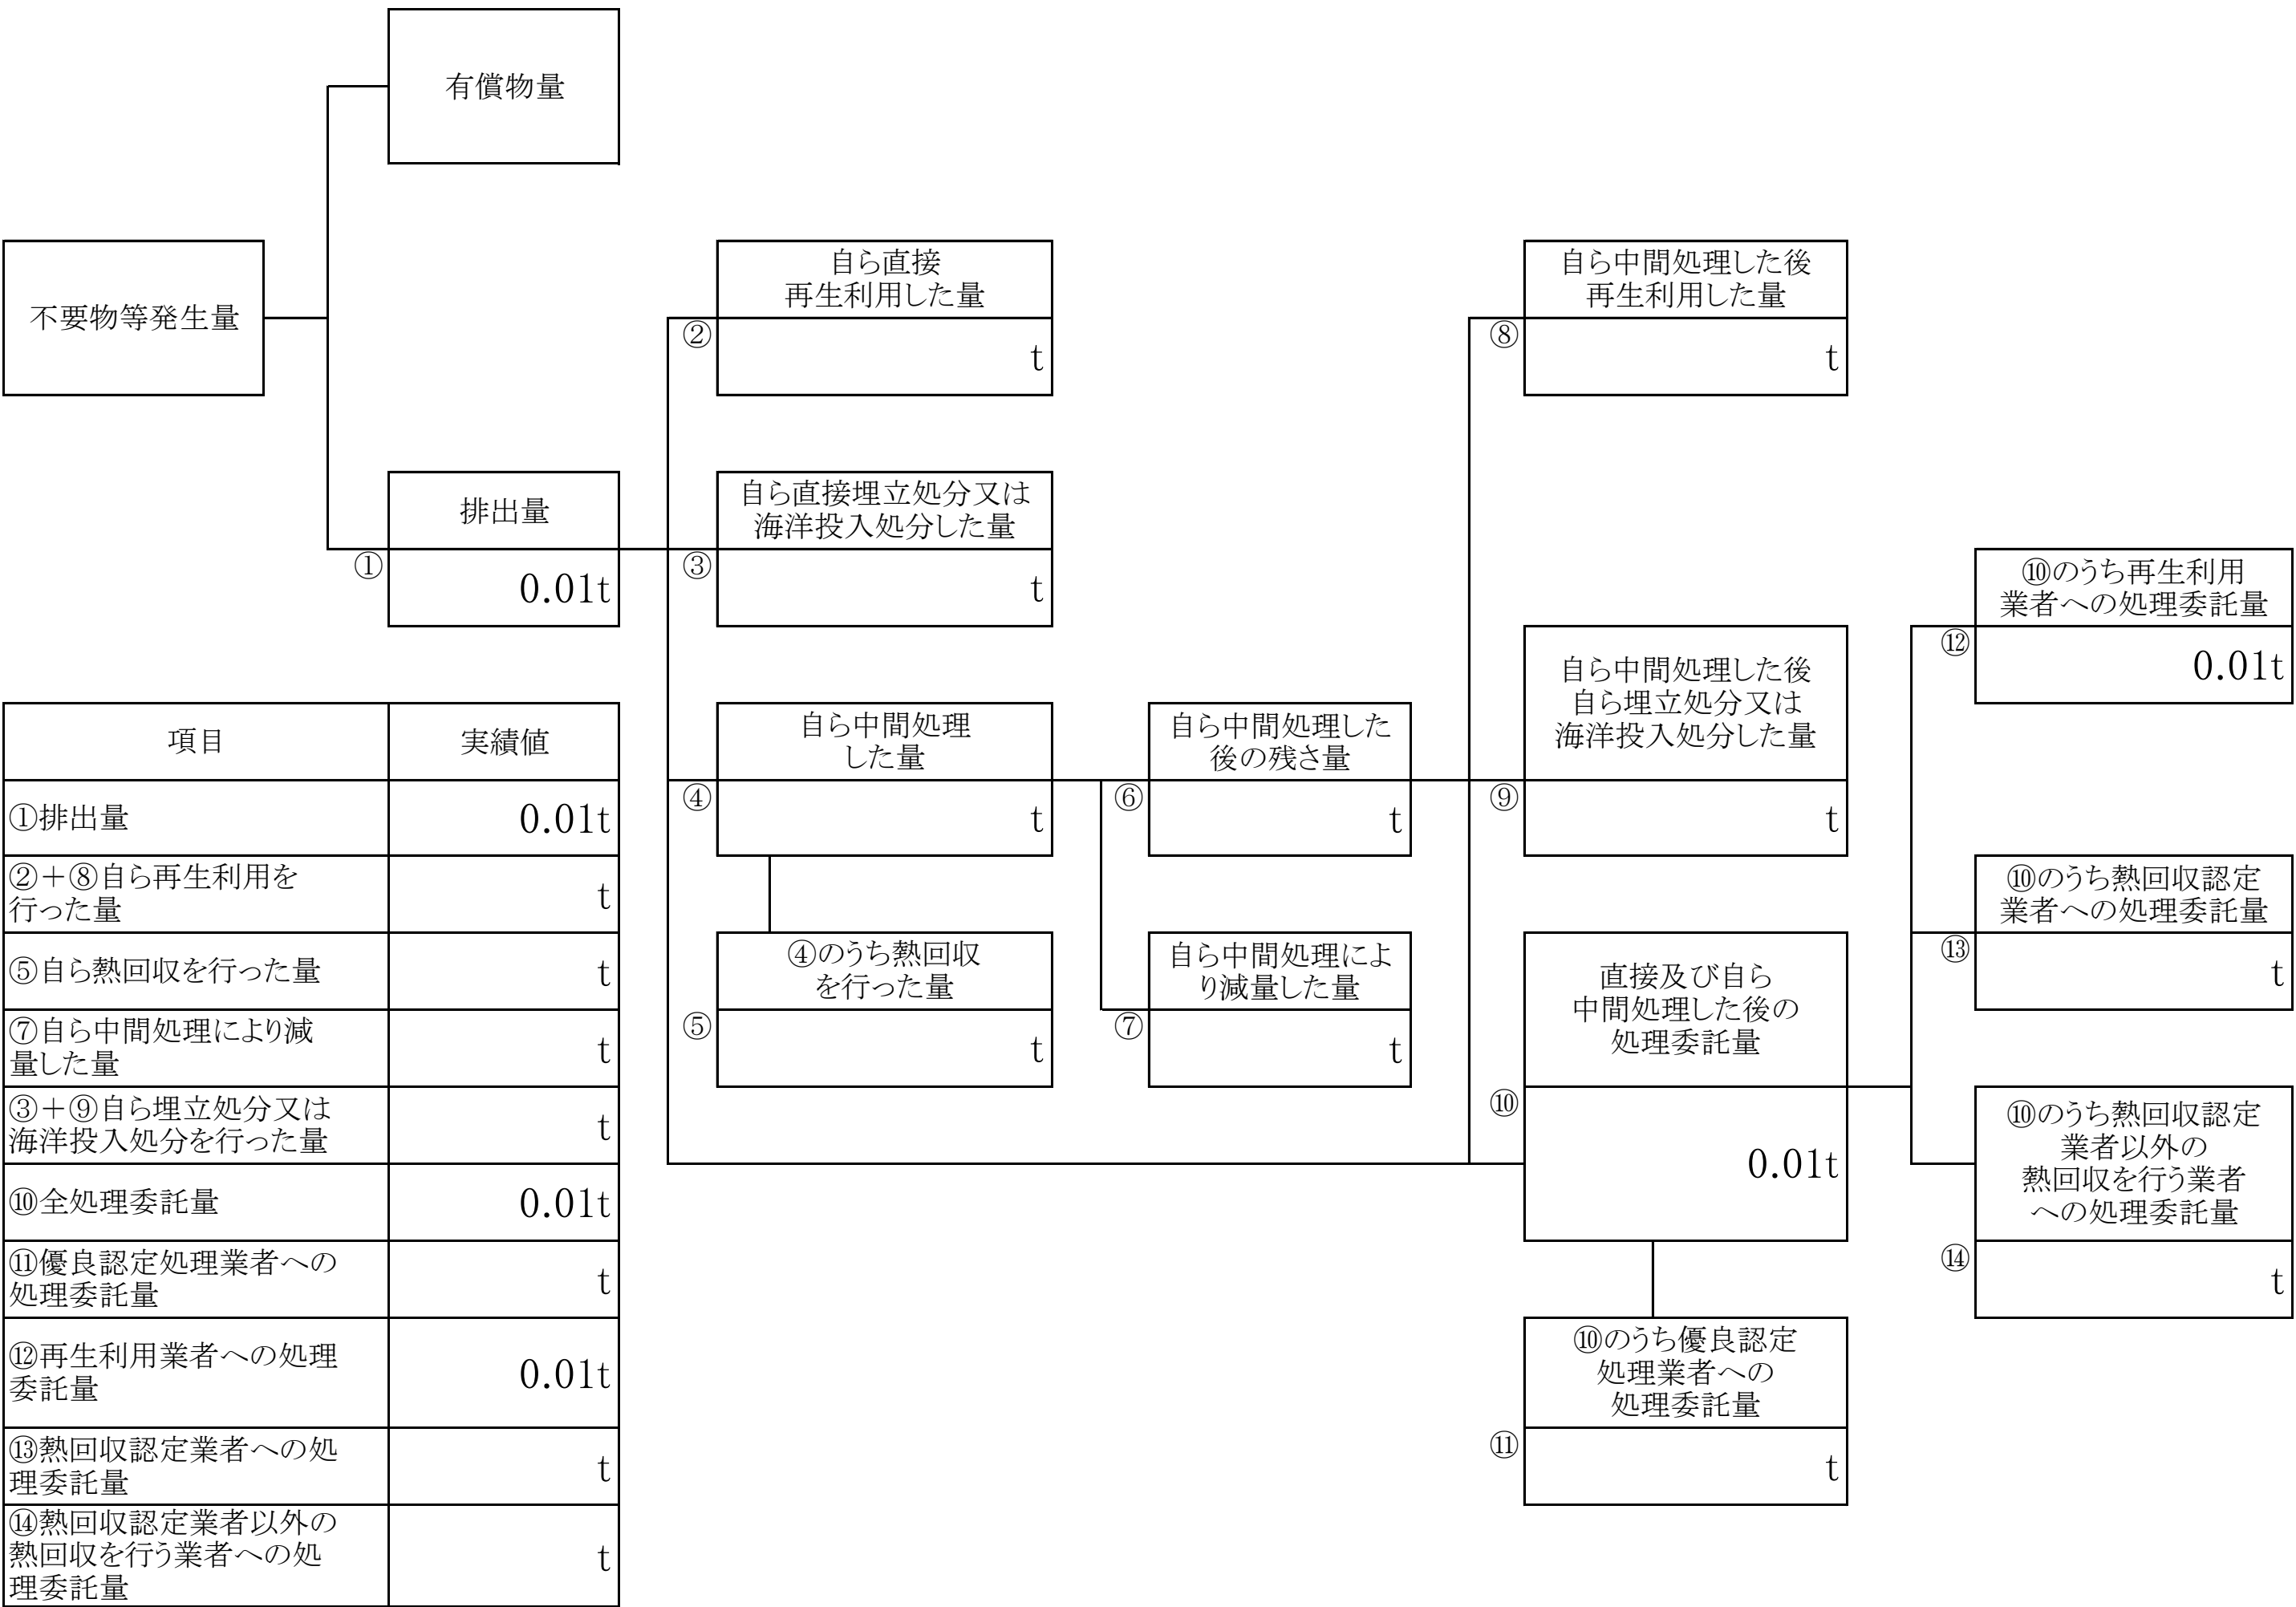 有償物量
不要物等発生量
自ら直接
再生利用した量
②
t
自ら中間処理した後
再生利用した量
⑧
t
排出量
①
0.01t
自ら直接埋立処分又は
海洋投入処分した量
③
t
⑩のうち再生利用
業者への処理委託量
⑫
0.01t
自ら中間処理
した量
④
t
自ら中間処理した
後の残さ量
⑥
t
自ら中間処理した後
自ら埋立処分又は
海洋投入処分した量
⑨
t
⑩のうち熱回収認定
業者への処理委託量
⑬
t
④のうち熱回収
を行った量
⑤
t
自ら中間処理によ
り減量した量
⑦
t
直接及び自ら
中間処理した後の
処理委託量
⑩
0.01t
⑩のうち熱回収認定
業者以外の
熱回収を行う業者
への処理委託量
⑭
t
⑩のうち優良認定
処理業者への
処理委託量
⑪
t
項目 実績値
①排出量 0.01t
②＋⑧自ら再生利用を
行った量 t
⑤自ら熱回収を行った量 t
⑦自ら中間処理により減
量した量 t
③＋⑨自ら埋立処分又は
海洋投入処分を行った量 t
⑩全処理委託量 0.01t
⑪優良認定処理業者への
処理委託量 t
⑫再生利用業者への処理
委託量 0.01t
⑬熱回収認定業者への処
理委託量 t
⑭熱回収認定業者以外の
熱回収を行う業者への処
理委託量 t